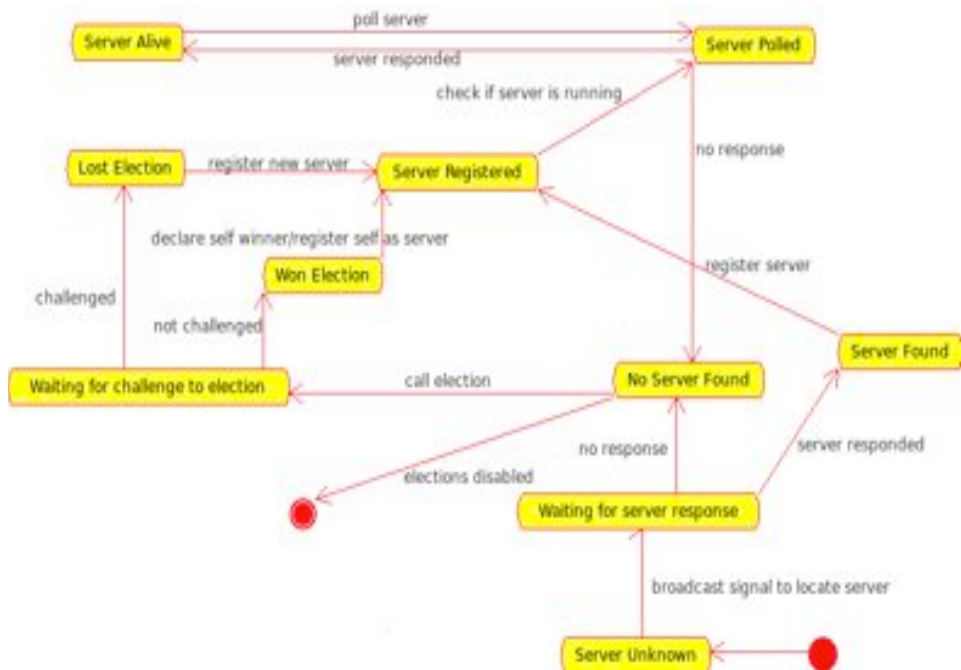 poll server
Server Alive
Server Polled
server responded
check if server is running
no response
Lost Election
register new server
Server Registered
declare self winner/register self as server
Won Election
register server
challenged
not challenged
Server Found
Waiting for challenge to election
call election
No Server Found
no response
server responded
elections disabled
Waiting for server response
broadcast signal to locate server
Server Unknown